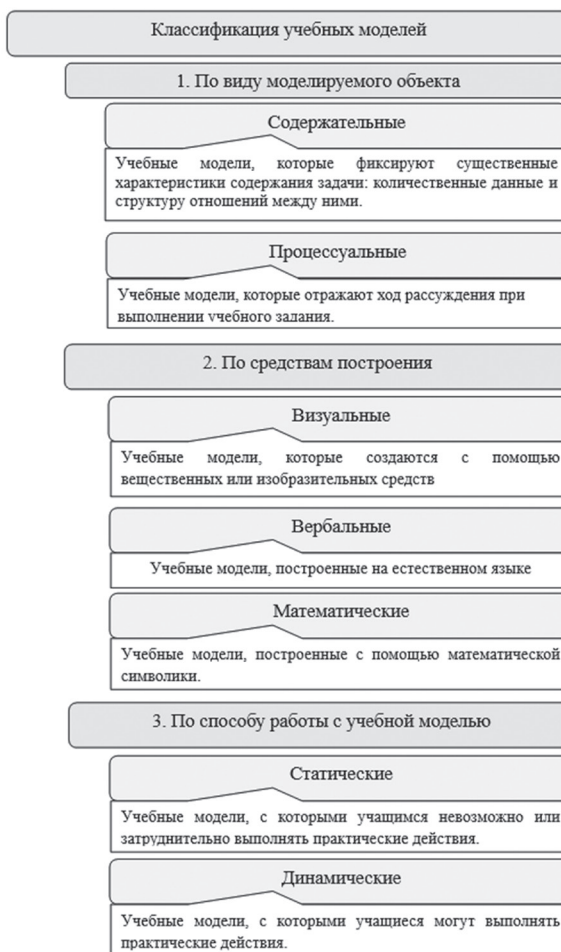 Классификация учебных моделей
1. По виду моделируемого объекта
Содержательные
Учебные модели, которые фиксируют существенные
характеристики содержания задачи: количественные данные и
структуру отношений между ними.
Процессуальные
Учебные модели, которые отражают ход рассуждения при
выполнении учебного задания.
2. По средствам построения
Визуальные
Учебные модели, которые создаются с помощью
вещественных или изобразительных средств
Вербальные
Учебные модели, построенные на естественном языке
Математические
Учебные модели, построенные с помощью математической
символики.
3. По способу работы с учебной моделью
Статические
Учебные модели, с которыми учащимся невозможно или
затруднительно выполнять практические действия.
Динамические
Учебные модели, с которыми учащиеся могут выполнять
практические действия.